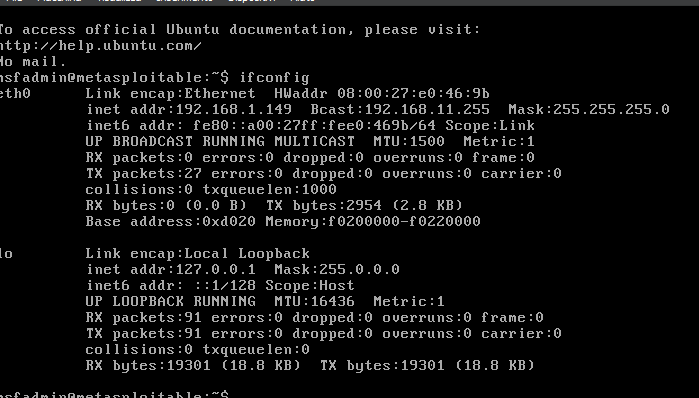 To access official Ubuntu documentation, please visit:
http://help.ubuntu.com/
No mail.
msfadmin@metasploitable:~$ ifconfig
eth0 Link encap:Ethernet HWaddr 08:00:27:e0:46:9b
inet addr:192.168.1.149 Bcast:192.168.11.255 Mask:255.255.255.0
inet6 addr: fe80::a00:27ff:fee0:469b/64 Scope:Link
UP BROADCAST RUNNING MULTICAST MTU:1500 Metric:1
RX packets:0 errors:0 dropped:0 overruns:0 frame:0
TX packets:27 errors:0 dropped:0 overruns:0 carrier:0
collisions:0 txqueuelen:1000
RX bytes:0 (0.0 B) TX bytes:2954 (2.8 KB)
Base address:0xd020 Memory:f0200000-f0220000
lo Link encap:Local Loopback
inet addr:127.0.0.1 Mask:255.0.0.0
inet6 addr: ::1/128 Scope:Host
UP LOOPBACK RUNNING MTU:16436 Metric:1
RX packets:91 errors:0 dropped:0 overruns:0 frame:0
TX packets:91 errors:0 dropped:0 overruns:0 carrier:0
collisions:0 txqueuelen:0
RX bytes:19301 (18.8 KB) TX bytes:19301 (18.8 KB)
msfadmin@metasploitable:~$